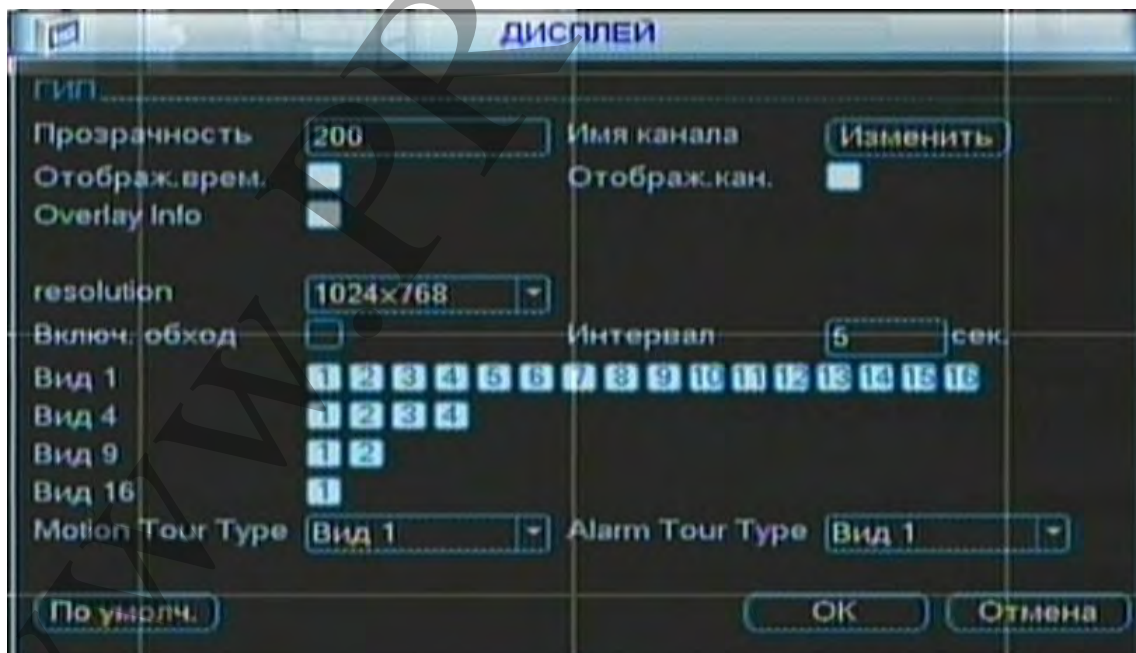 ДИСПЛЕЙ
ГИП
Прозрачность 200 Имя канала Изменить
Отображ.врем. Отображ.кан.
Overlay Info
resolution 1024x768
Включ. обход Интервал 5 сек.
Вид 1 1 2 3 4 5 6 7 8 9 10 11 12 13 14 15 16
Вид 4 1 2 3 4
Вид 9 1 2
Вид 16 1
Motion Tour Type Вид 1 Alarm Tour Type Вид 1
По умолч. OK Отмена